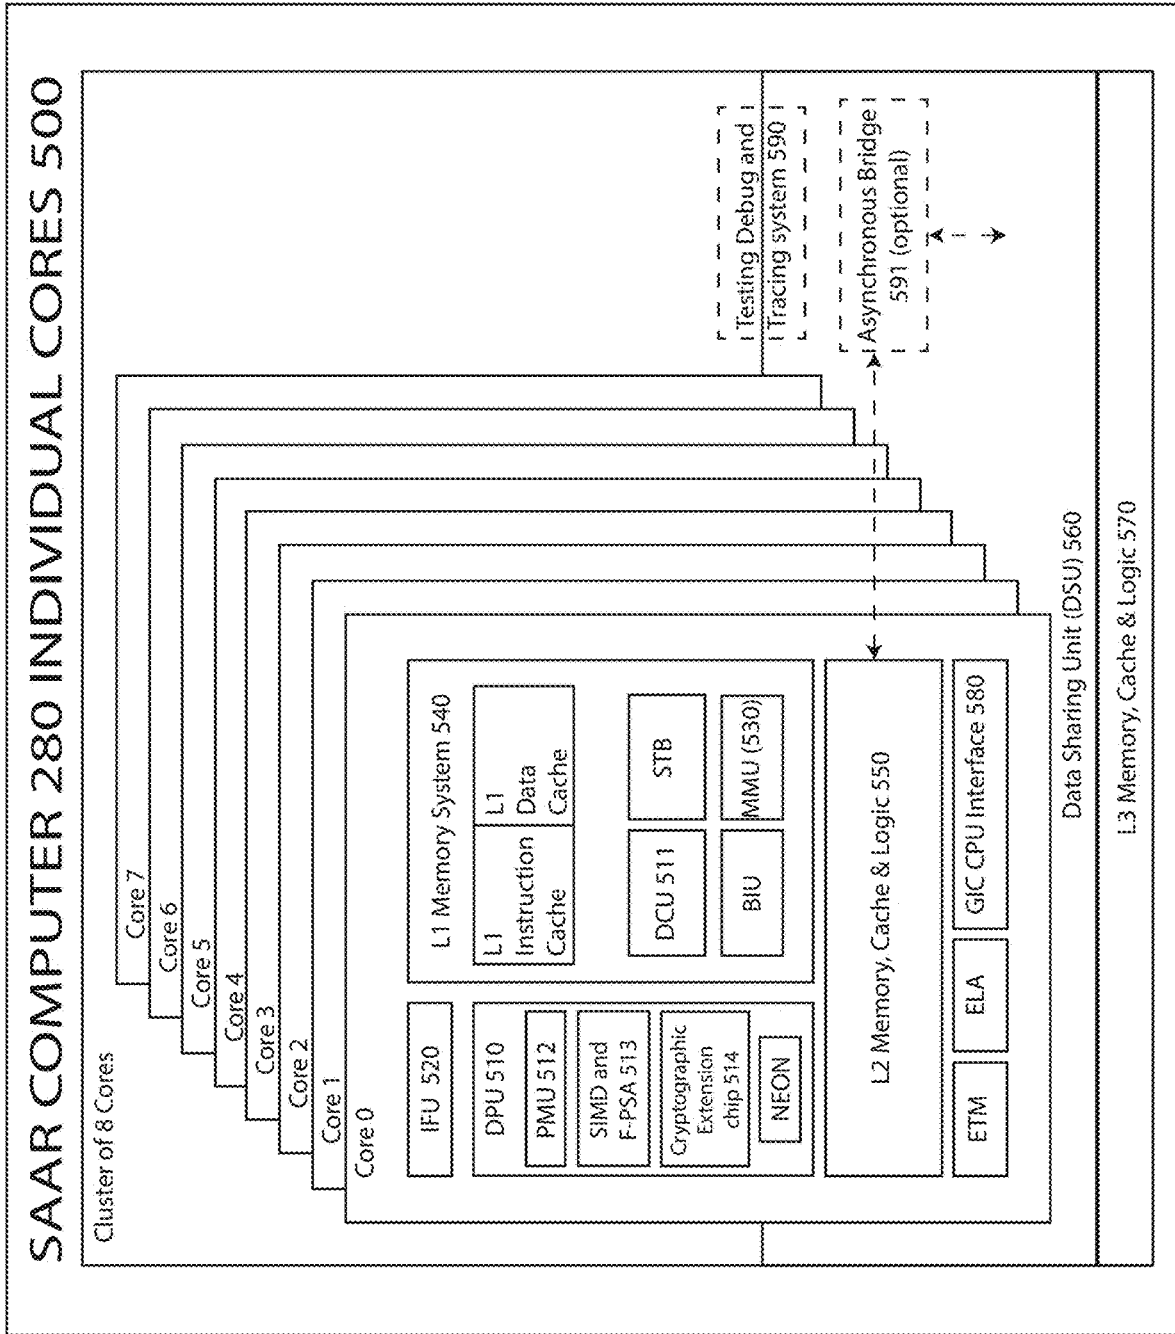 SAAR COMPUTER 280 INDIVIDUAL CORES 500
Cluster of 8 Cores
Core 7
Core 6
Core 5
Core 4
Core 3
Core 2
Core 1
Core 0
IFU 520
DPU 510
PMU 512
SIMD and
F-PSA 513
Cryptographic
Extension
chip 514
NEON
L1 Memory System 540
L1
Instruction
Cache
L1
Data
Cache
DCU 511
STB
BIU
MMU (530)
L2 Memory, Cache & Logic 550
ETM
ELA
GIC CPU Interface 580
Testing Debug and
Tracing system 590
Asynchronous Bridge
591 (optional)
Data Sharing Unit (DSU) 560
L3 Memory, Cache & Logic 570